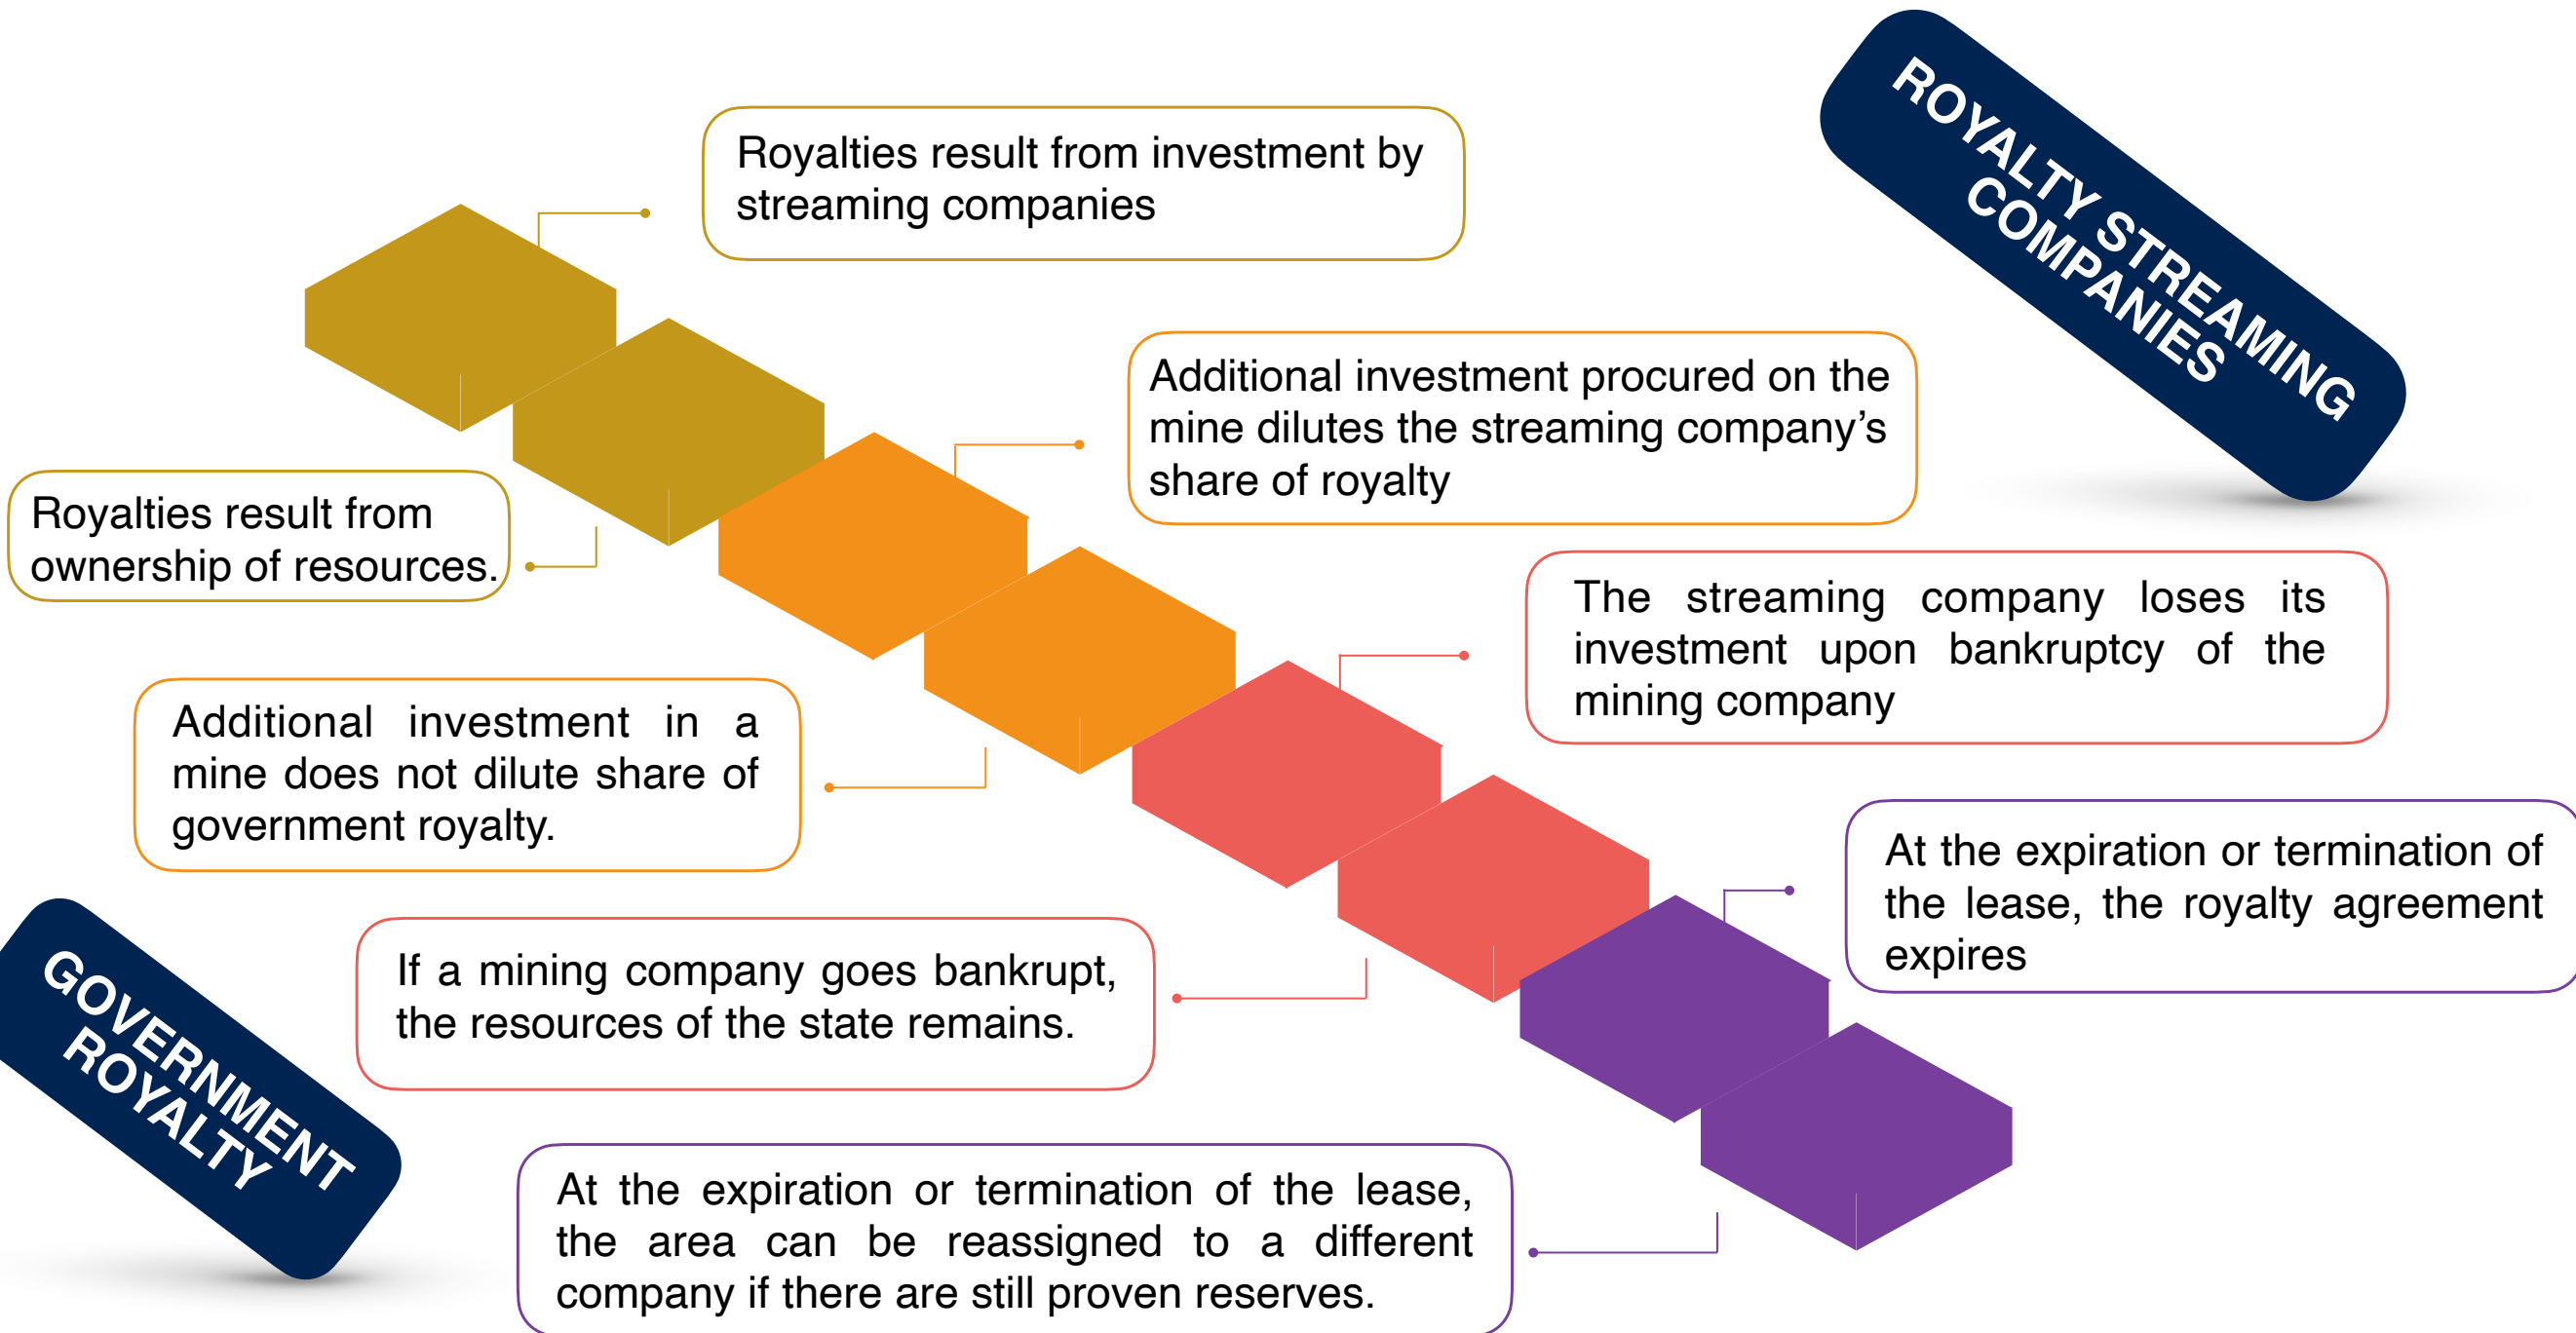 ROYALTY STREAMING
COMPANIES
Royalties result from investment by
streaming companies
Additional investment procured on the
mine dilutes the streaming company’s
share of royalty
The streaming company loses its
investment upon bankruptcy of the
mining company
At the expiration or termination of
the lease, the royalty agreement
expires
Royalties result from
ownership of resources.
Additional investment in a
mine does not dilute share of
government royalty.
If a mining company goes bankrupt,
the resources of the state remains.
At the expiration or termination of the lease,
the area can be reassigned to a different
company if there are still proven reserves.
GOVERNMENT
ROYALTY